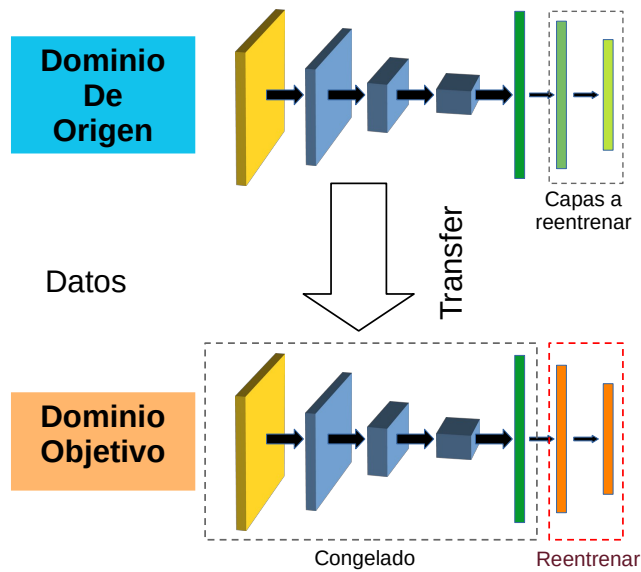 Dominio
De
Origen
Capas a
reentrenar
Transfer
Datos
Dominio
Objetivo
Congelado
Reentrenar